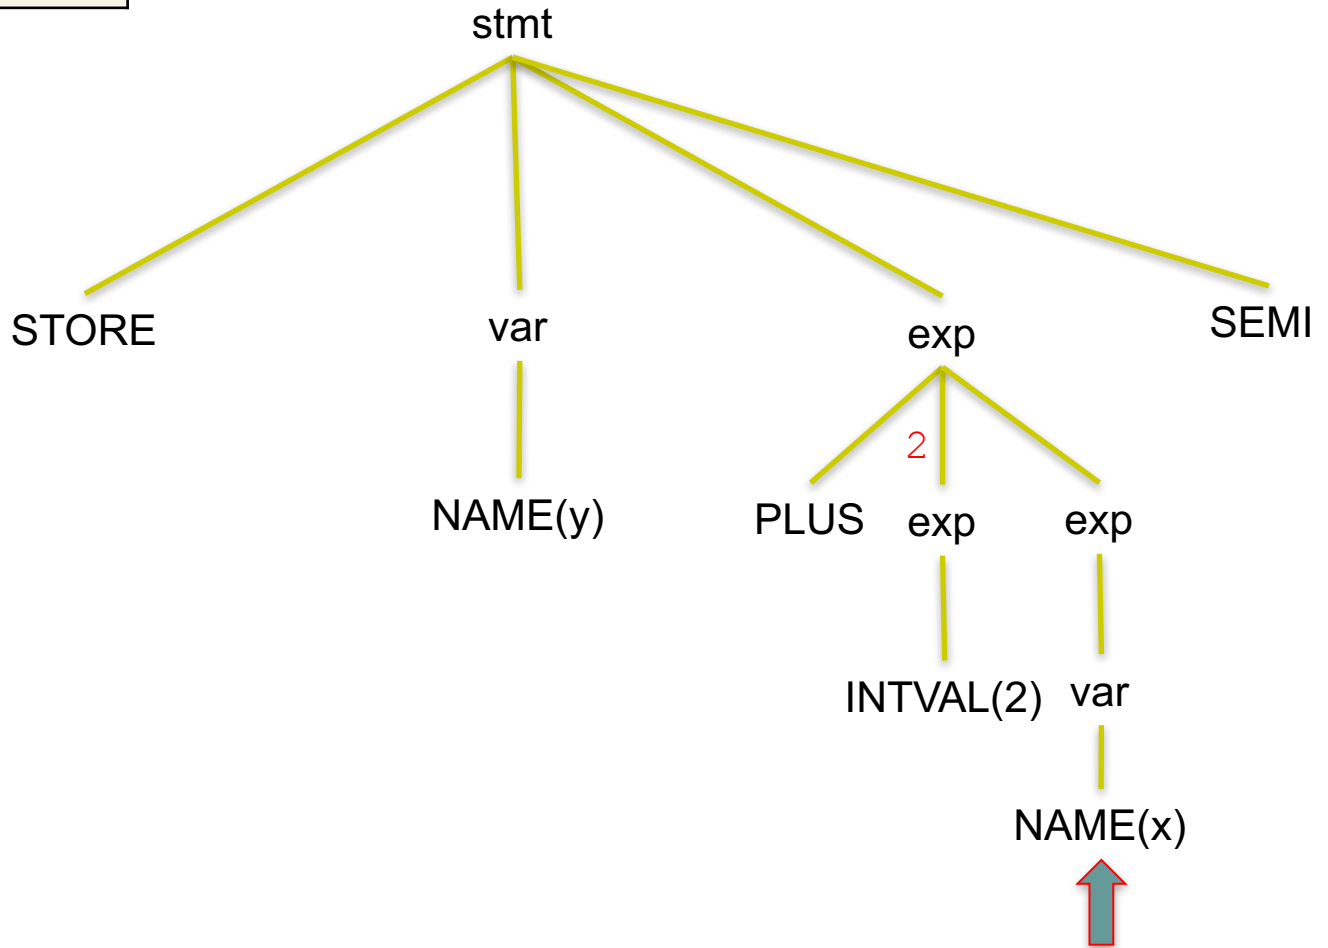 stmt
STORE var exp SEMI
2
NAME(y) PLUS exp exp
INTVAL(2) var
NAME(x)